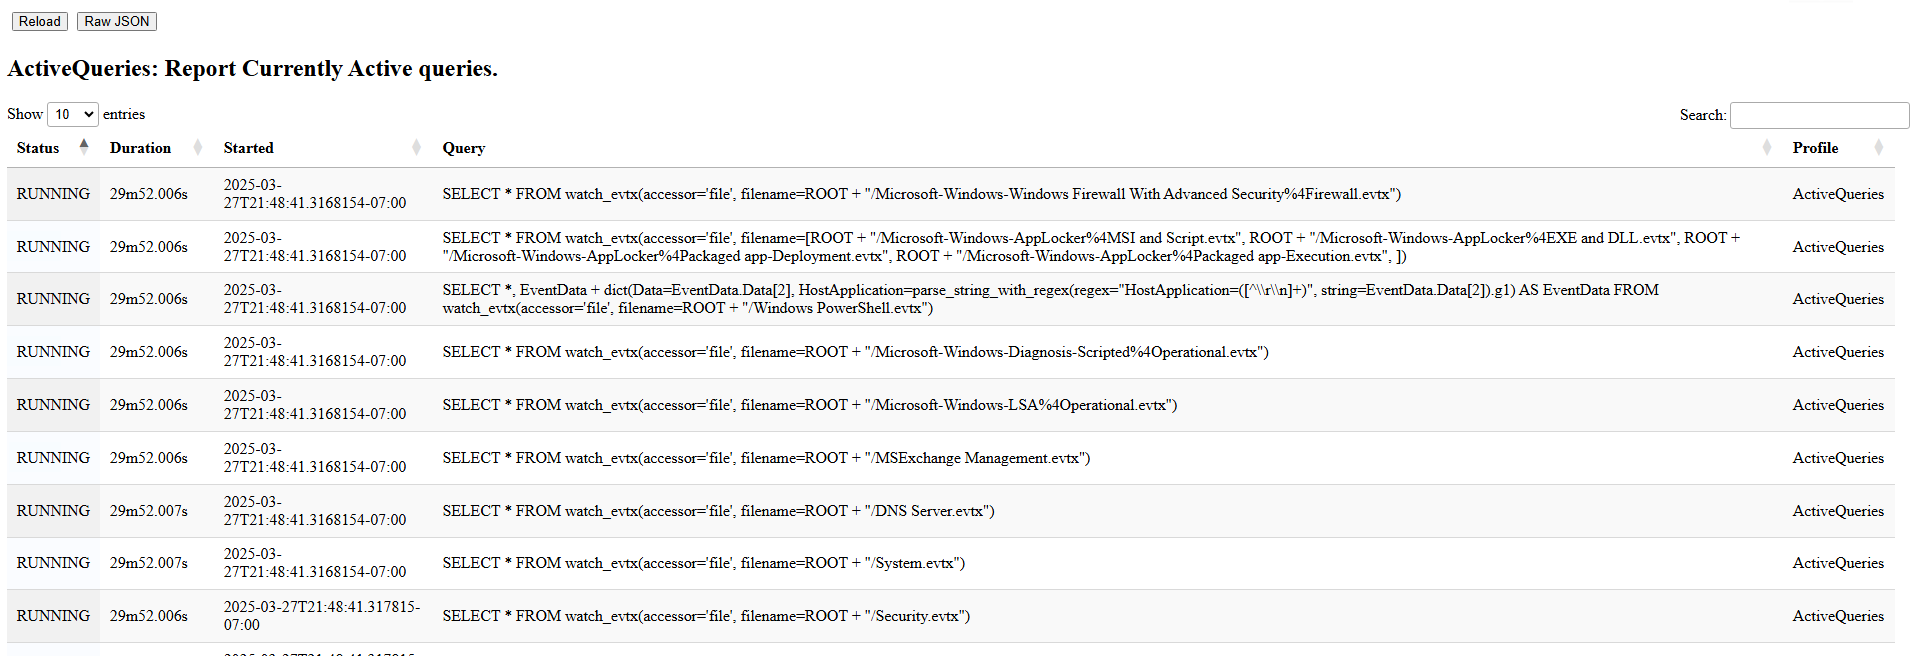 Reload Raw JSON
ActiveQueries: Report Currently Active queries.
Show 10 entries
Search:
Status Duration Started Query Profile
RUNNING 29m52.006s 2025-03-
27T21:48:41.3168154-07:00 SELECT * FROM watch_evtx(accessor='file', filename=ROOT + "/Microsoft-Windows-Windows Firewall With Advanced Security%4Firewall.evtx") ActiveQueries
RUNNING 29m52.006s 2025-03-
27T21:48:41.3168154-07:00 SELECT * FROM watch_evtx(accessor='file', filename=[ROOT + "/Microsoft-Windows-AppLocker%4MSI and Script.evtx", ROOT + "/Microsoft-Windows-AppLocker%4EXE and DLL.evtx", ROOT +
"/Microsoft-Windows-AppLocker%4Packaged app-Deployment.evtx", ROOT + "/Microsoft-Windows-AppLocker%4Packaged app-Execution.evtx", ]) ActiveQueries
RUNNING 29m52.006s 2025-03-
27T21:48:41.3168154-07:00 SELECT *, EventData + dict(Data=EventData.Data[2], HostApplication=parse_string_with_regex(regex="HostApplication=([^\\r\\n]+)", string=EventData.Data[2]).g1) AS EventData FROM
watch_evtx(accessor='file', filename=ROOT + "/Windows PowerShell.evtx") ActiveQueries
RUNNING 29m52.006s 2025-03-
27T21:48:41.3168154-07:00 SELECT * FROM watch_evtx(accessor='file', filename=ROOT + "/Microsoft-Windows-Diagnosis-Scripted%4Operational.evtx") ActiveQueries
RUNNING 29m52.006s 2025-03-
27T21:48:41.3168154-07:00 SELECT * FROM watch_evtx(accessor='file', filename=ROOT + "/Microsoft-Windows-LSA%4Operational.evtx") ActiveQueries
RUNNING 29m52.006s 2025-03-
27T21:48:41.3168154-07:00 SELECT * FROM watch_evtx(accessor='file', filename=ROOT + "/MSExchange Management.evtx") ActiveQueries
RUNNING 29m52.007s 2025-03-
27T21:48:41.3168154-07:00 SELECT * FROM watch_evtx(accessor='file', filename=ROOT + "/DNS Server.evtx") ActiveQueries
RUNNING 29m52.007s 2025-03-
27T21:48:41.3168154-07:00 SELECT * FROM watch_evtx(accessor='file', filename=ROOT + "/System.evtx") ActiveQueries
RUNNING 29m52.006s 2025-03-27T21:48:41.317815-
07:00 SELECT * FROM watch_evtx(accessor='file', filename=ROOT + "/Security.evtx") ActiveQueries